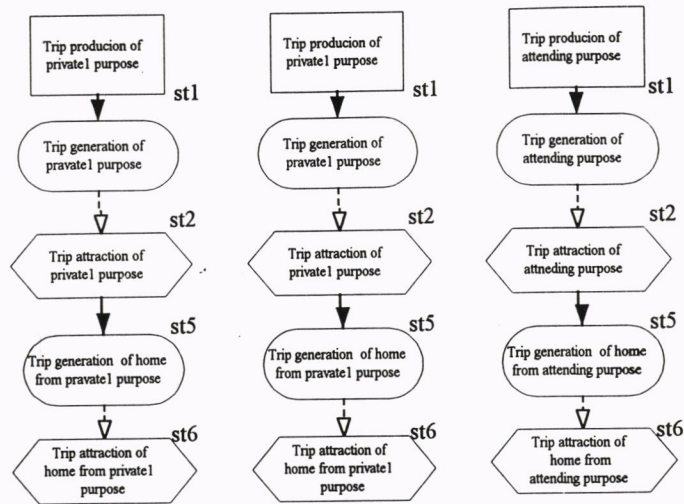 Trip producion of
private1 purpose
st1
Trip generation of
pravate1 purpose
st2
Trip attraction of
private1 purpose
st5
Trip generation of home
from pravate1 purpose
st6
Trip attraction of
home from private1
purpose
Trip producion of
private1 purpose
st1
Trip generation of
pravate1 purpose
st2
Trip attraction of
private1 purpose
st5
Trip generation of home
from pravate1 purpose
st6
Trip attraction of
home from private1
purpose
Trip producion of
attending purpose
st1
Trip generation of
attending purpose
st2
Trip attraction of
attneding purpose
st5
Trip generation of home
from attending purpose
st6
Trip attraction of
home from
attending purpose